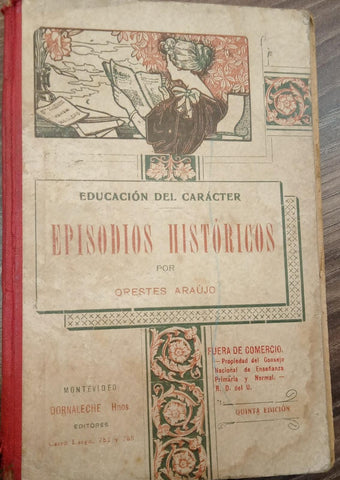 EDUCACIÓN DEL CARÁCTER
EPISODIOS HISTÓRICOS
POR
ORESTES ARAÚJO
FUERA DE COMERCIO.
— Propiedad del Consejo
Nacional de Enseñanza
Primaria y Normal. —
R. O. del U.
QUINTA EDICIÓN
MONTEVIDEO
DORNALECHE Hnos
EDITORES